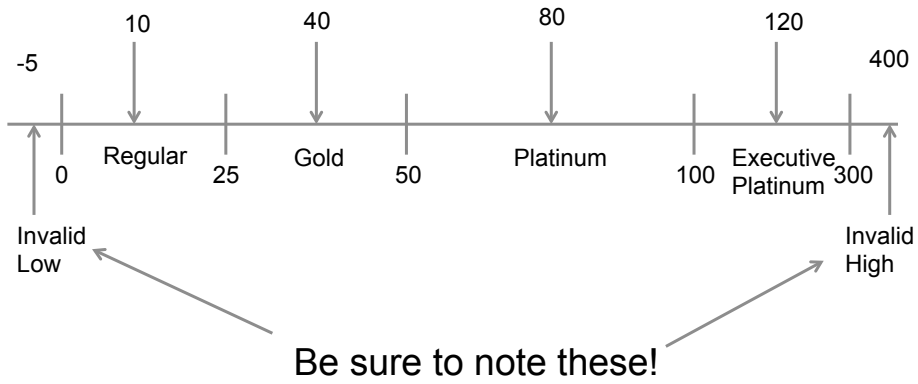 10
40
80
120
-5
400
Regular
Gold
Platinum
Executive
Platinum
0
25
50
100
300
Invalid
Low
Invalid
High
Be sure to note these!